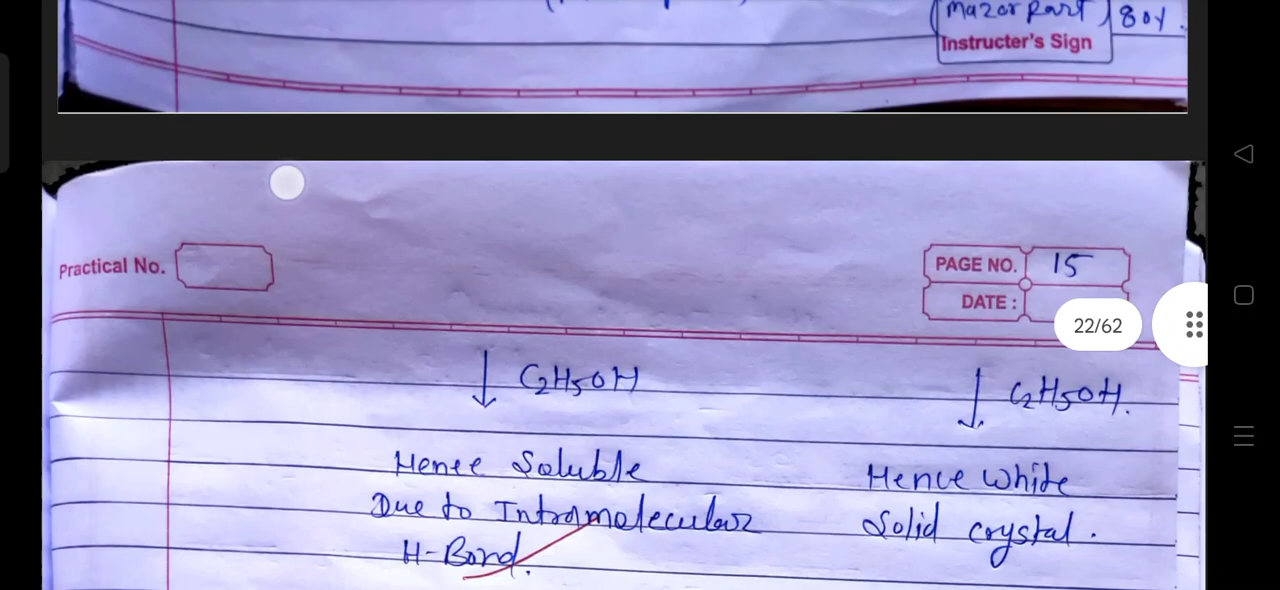 (Mazor Part) 80%.
Instructer's Sign
Practical No.
PAGE NO. 15
DATE :
22/62
↓ C2H5OH
↓ C2H5OH.
Hence Soluble
Due to Intramolecular
H-Bond.
Hence White
Solid crystal.